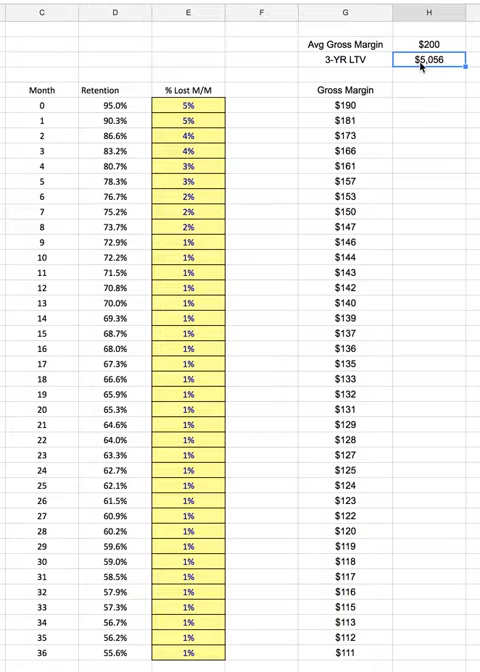 C D E F G H
Avg Gross Margin $200
3-YR LTV $5,056
Month Retention % Lost M/M Gross Margin
0 95.0% 5% $190
1 90.3% 5% $181
2 86.6% 4% $173
3 83.2% 4% $166
4 80.7% 3% $161
5 78.3% 3% $157
6 76.7% 2% $153
7 75.2% 2% $150
8 73.7% 2% $147
9 72.9% 1% $146
10 72.2% 1% $144
11 71.5% 1% $143
12 70.8% 1% $142
13 70.0% 1% $140
14 69.3% 1% $139
15 68.7% 1% $137
16 68.0% 1% $136
17 67.3% 1% $135
18 66.6% 1% $133
19 65.9% 1% $132
20 65.3% 1% $131
21 64.6% 1% $129
22 64.0% 1% $128
23 63.3% 1% $127
24 62.7% 1% $125
25 62.1% 1% $124
26 61.5% 1% $123
27 60.9% 1% $122
28 60.2% 1% $120
29 59.6% 1% $119
30 59.0% 1% $118
31 58.5% 1% $117
32 57.9% 1% $116
33 57.3% 1% $115
34 56.7% 1% $113
35 56.2% 1% $112
36 55.6% 1% $111